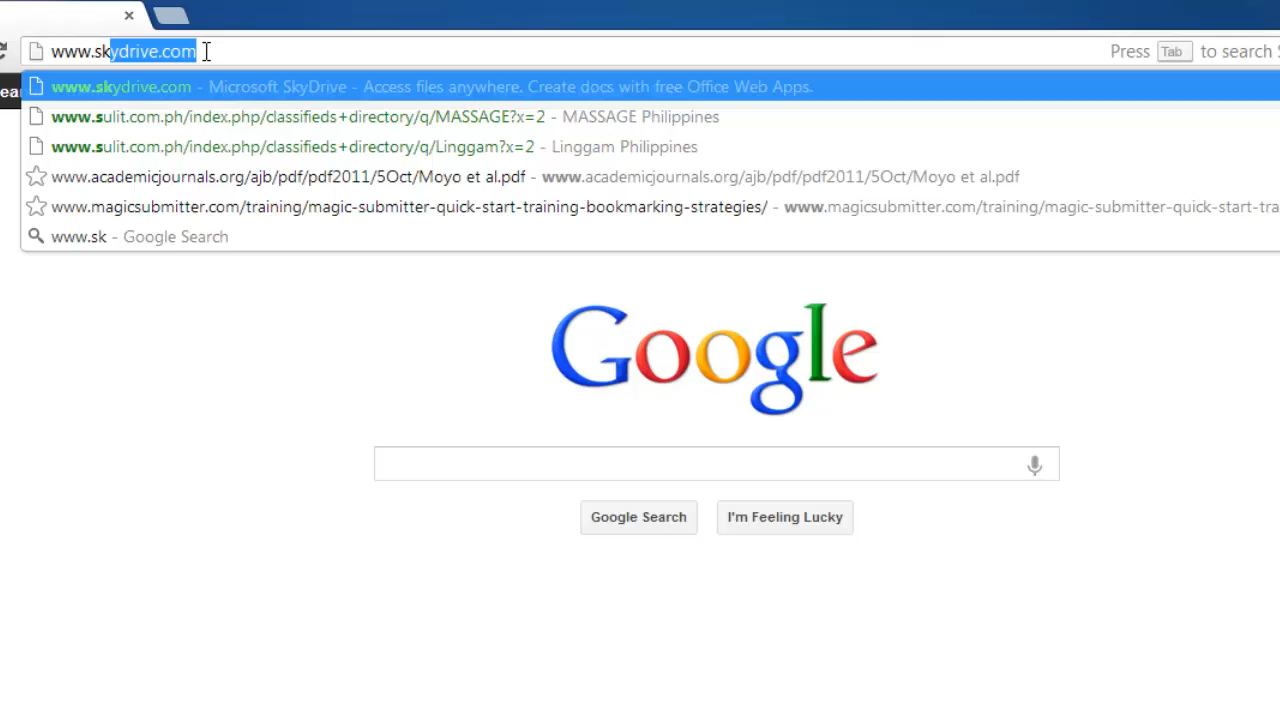 www.skydrive.com Press Tab to search S
ear
www.skydrive.com - Microsoft SkyDrive - Access files anywhere. Create docs with free Office Web Apps.
www.sulit.com.ph/index.php/classifieds+directory/q/MASSAGE?x=2 - MASSAGE Philippines
www.sulit.com.ph/index.php/classifieds+directory/q/Linggam?x=2 - Linggam Philippines
www.academicjournals.org/ajb/pdf/pdf2011/5Oct/Moyo et al.pdf - www.academicjournals.org/ajb/pdf/pdf2011/5Oct/Moyo et al.pdf
www.magicsubmitter.com/training/magic-submitter-quick-start-training-bookmarking-strategies/ - www.magicsubmitter.com/training/magic-submitter-quick-start-tra
www.sk - Google Search
Google
Google Search I'm Feeling Lucky